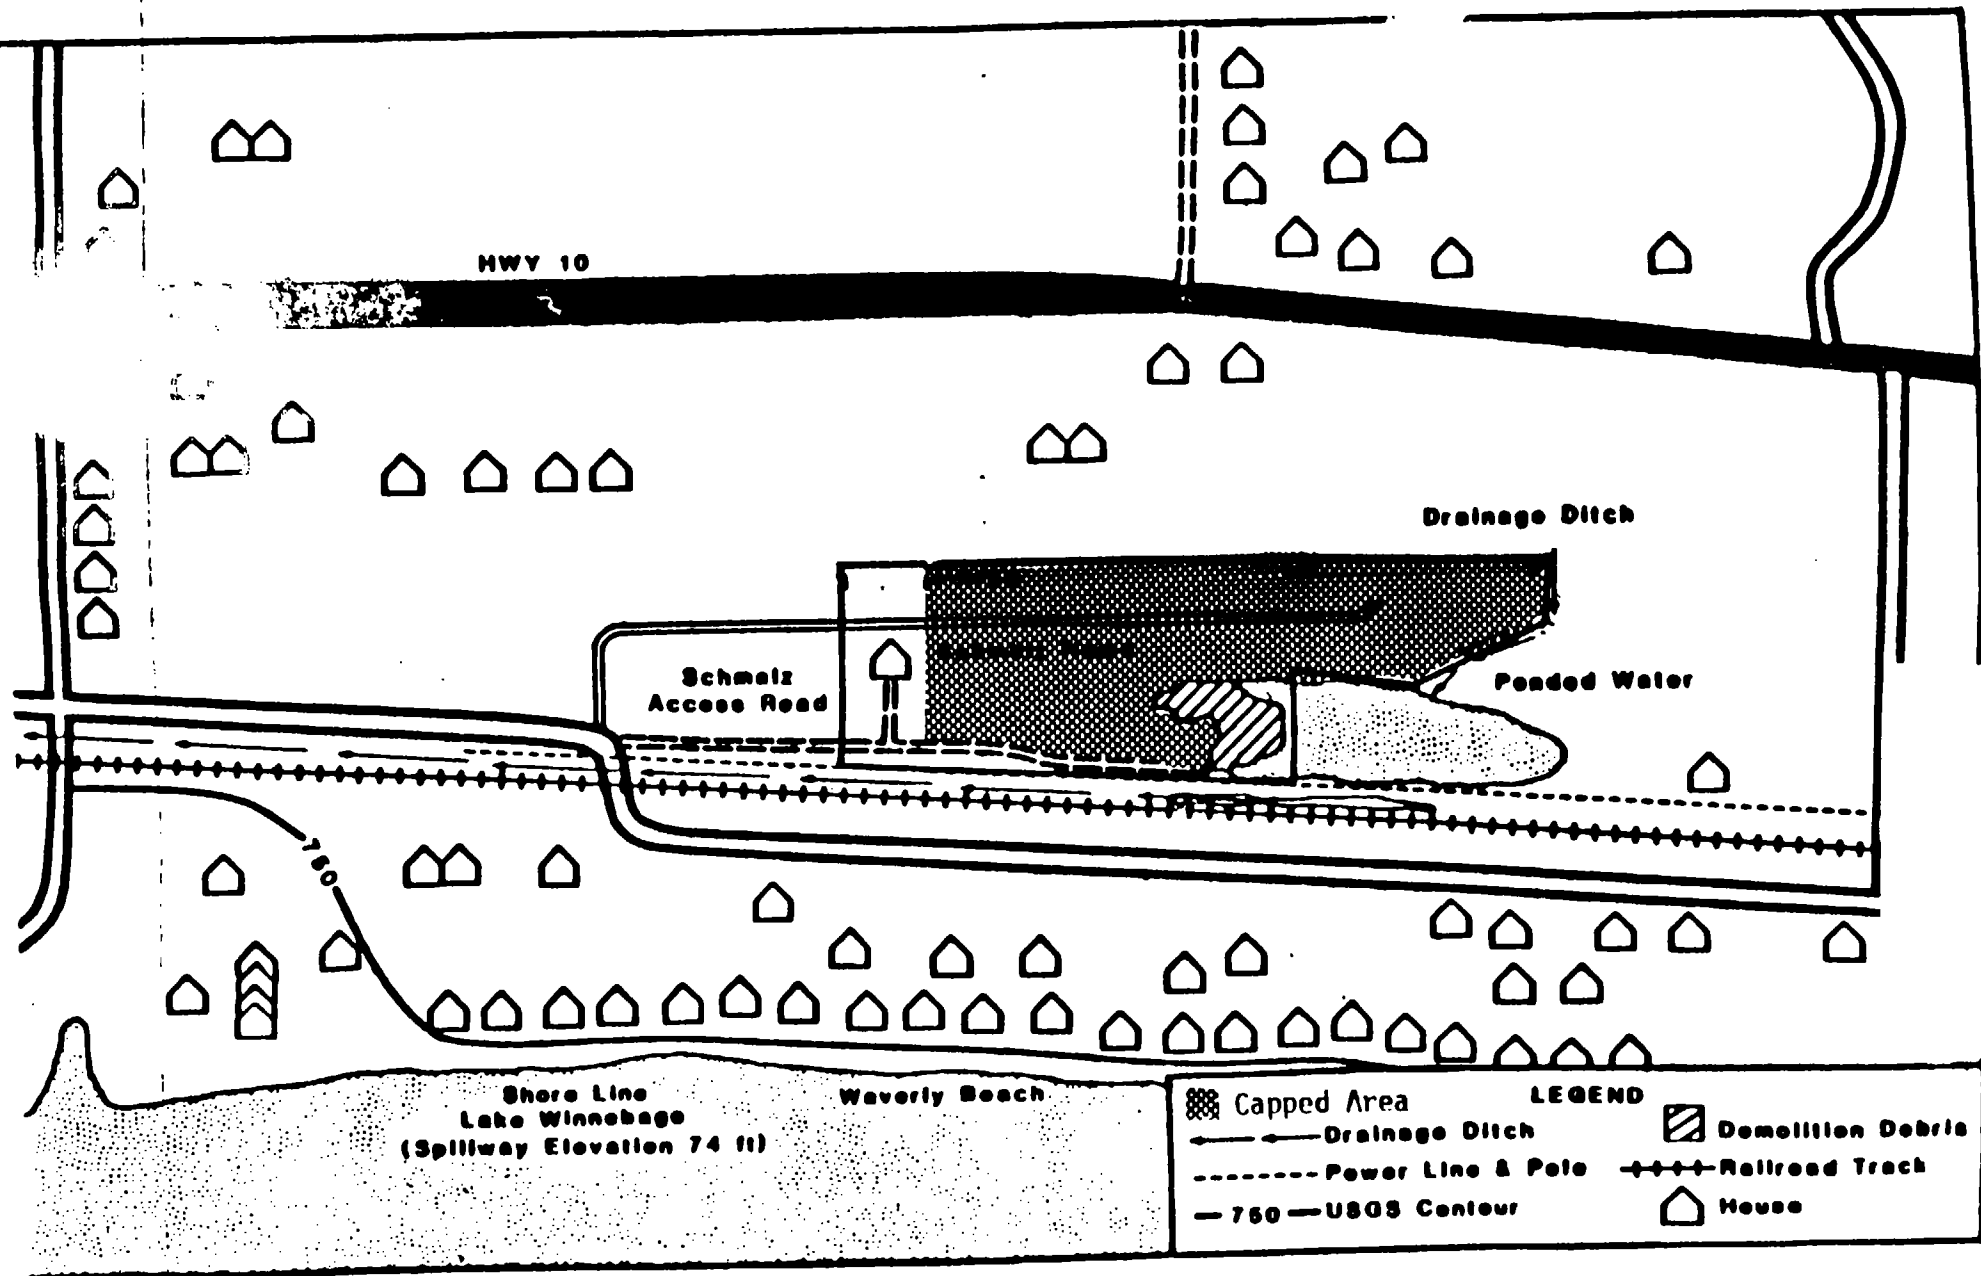 HWY 10
Drainage Ditch
Schmalz
Access Road
Ponded Water
750
Shore Line
Lake Winnebago
(Spillway Elevation 74 ft)
Waverly Beach
LEGEND
Capped Area
Drainage Ditch
Demolition Debris
Power Line & Pole
Railroad Track
750 USGS Contour
House